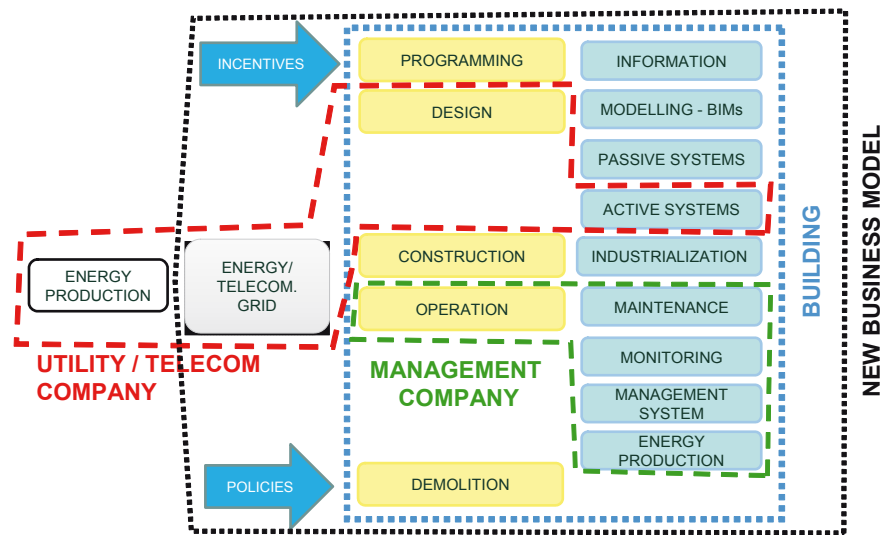 INCENTIVES
PROGRAMMING
INFORMATION
DESIGN
MODELLING - BIMs
PASSIVE SYSTEMS
ACTIVE SYSTEMS
ENERGY
PRODUCTION
ENERGY/
TELECOM.
GRID
CONSTRUCTION
INDUSTRIALIZATION
OPERATION
MAINTENANCE
UTILITY / TELECOM
COMPANY
MANAGEMENT
COMPANY
MONITORING
MANAGEMENT
SYSTEM
ENERGY
PRODUCTION
POLICIES
DEMOLITION
BUILDING
NEW BUSINESS MODEL